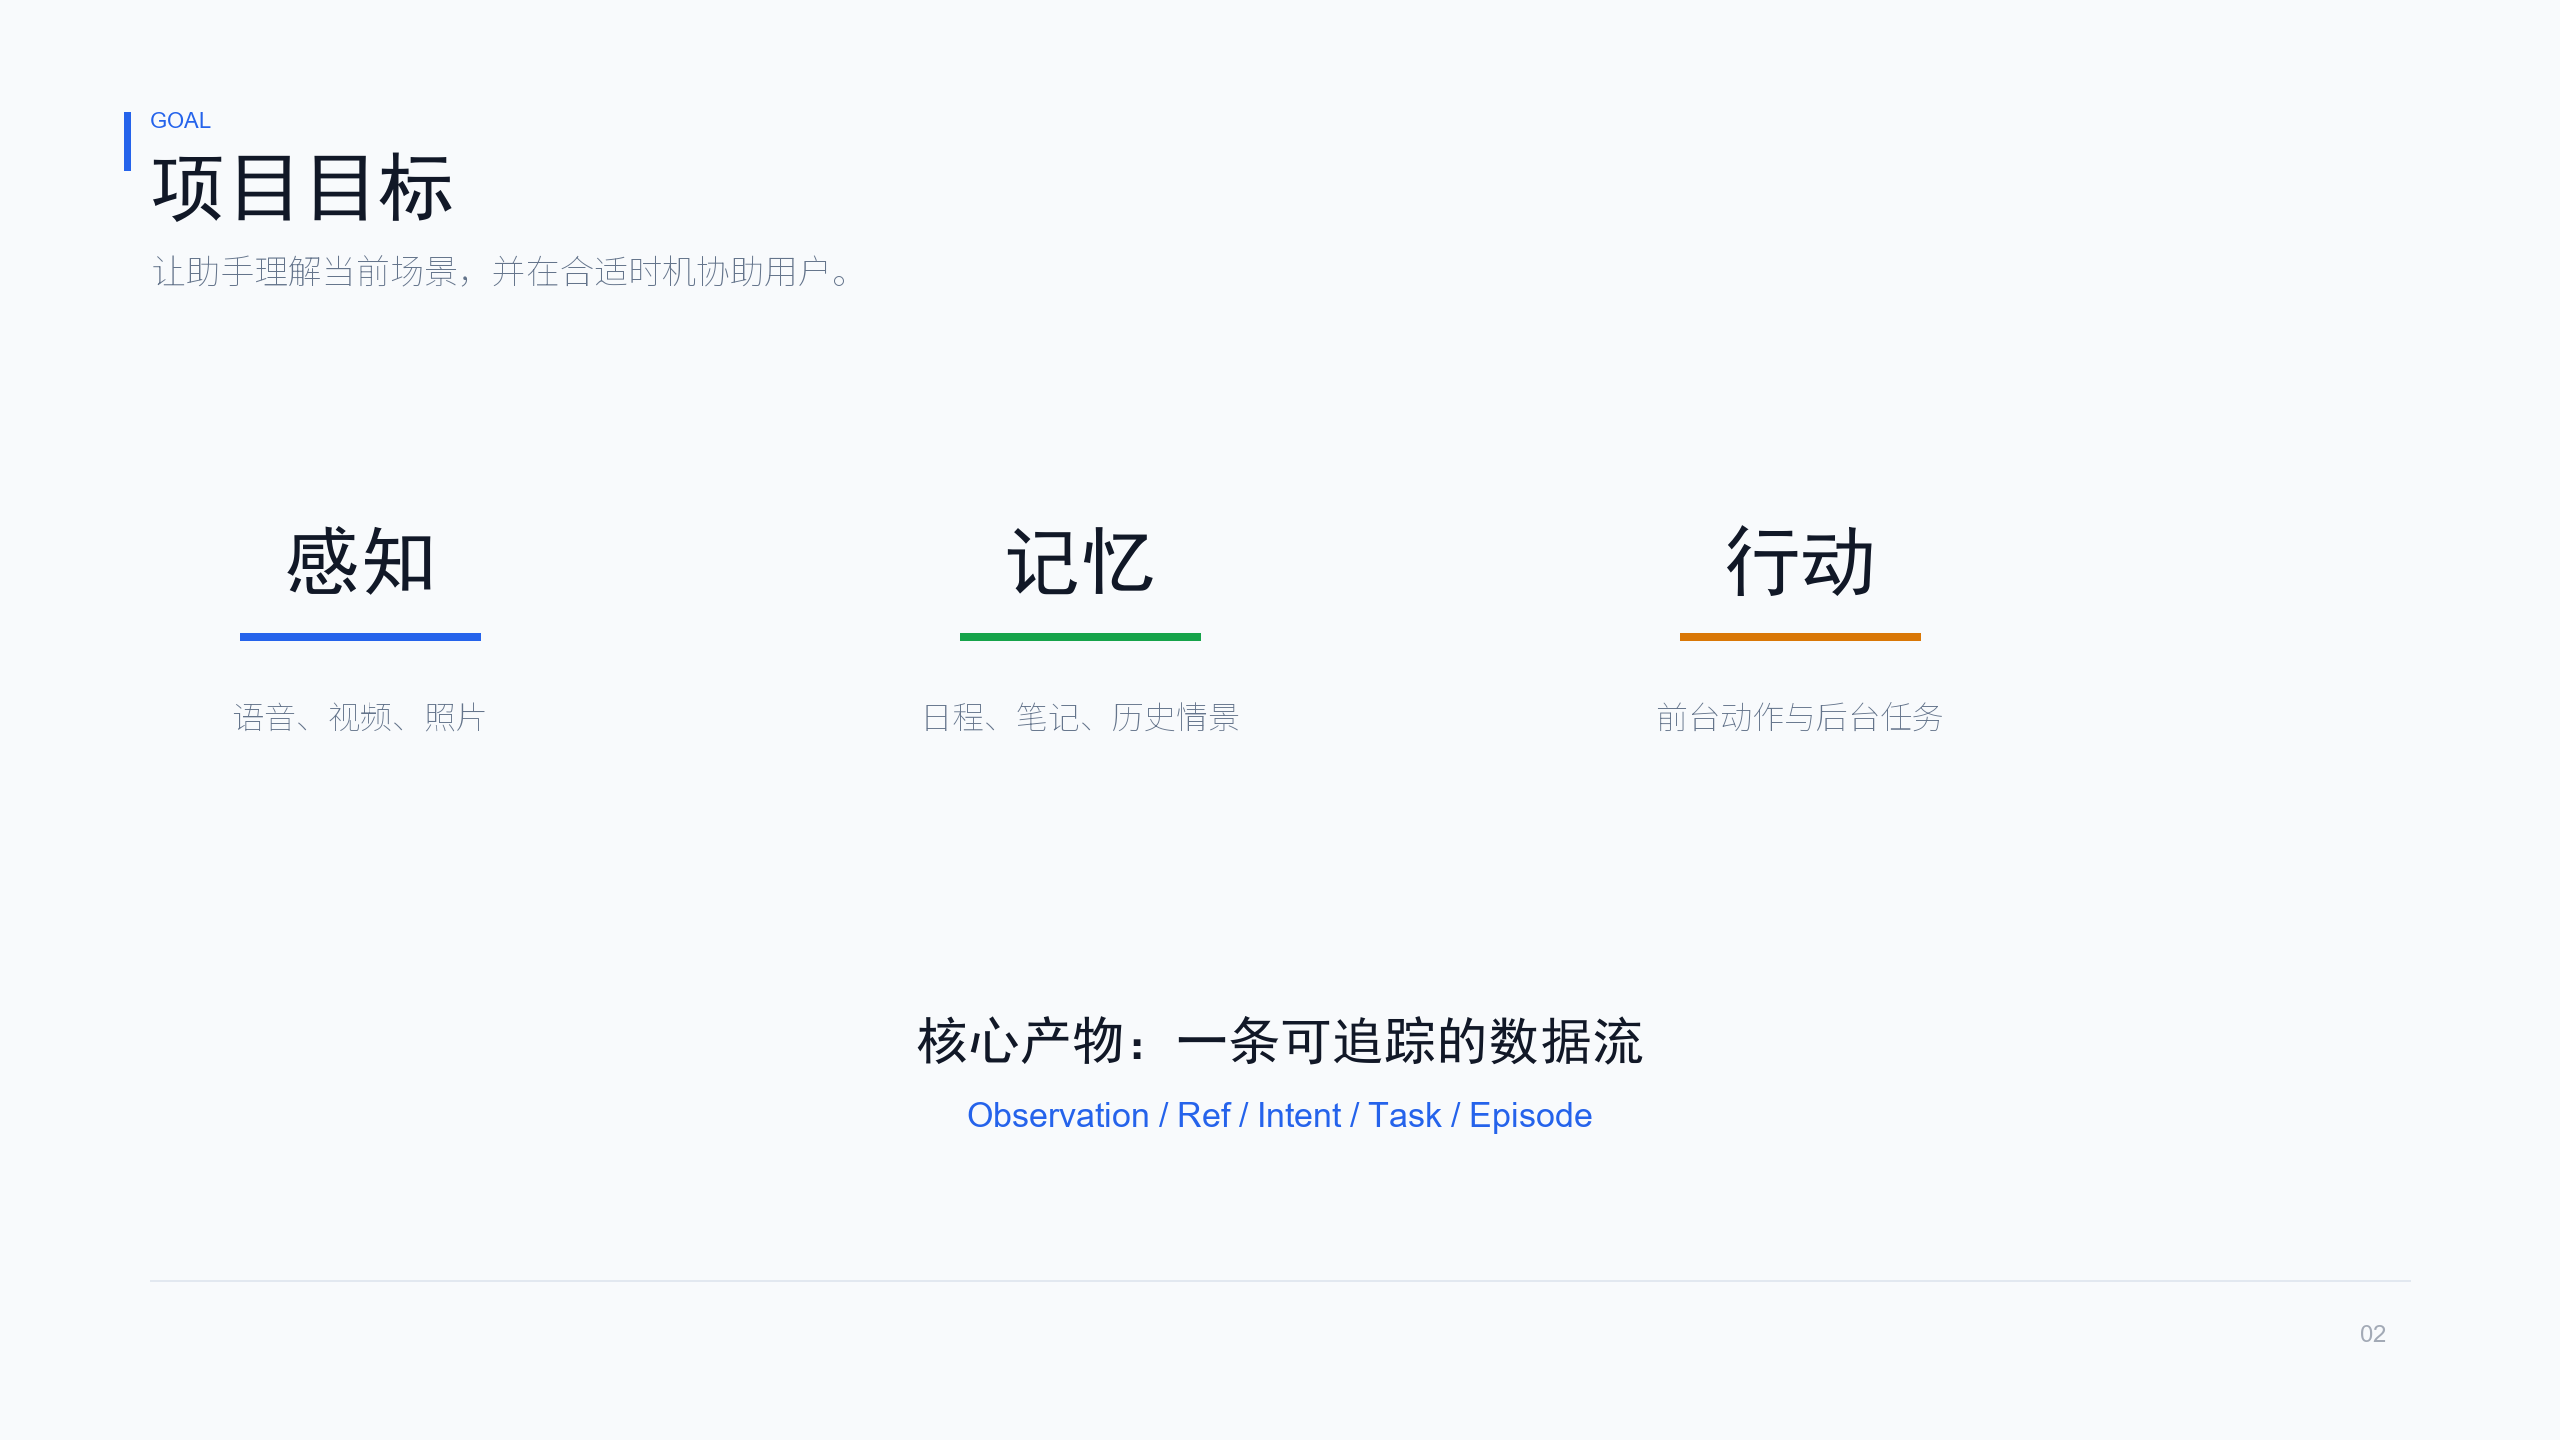 GOAL
项目目标
让助手理解当前场景，并在合适时机协助用户。
感知
记忆
行动
语音、视频、照片
日程、笔记、历史情景
前台动作与后台任务
核心产物：一条可追踪的数据流
Observation / Ref / Intent / Task / Episode
02